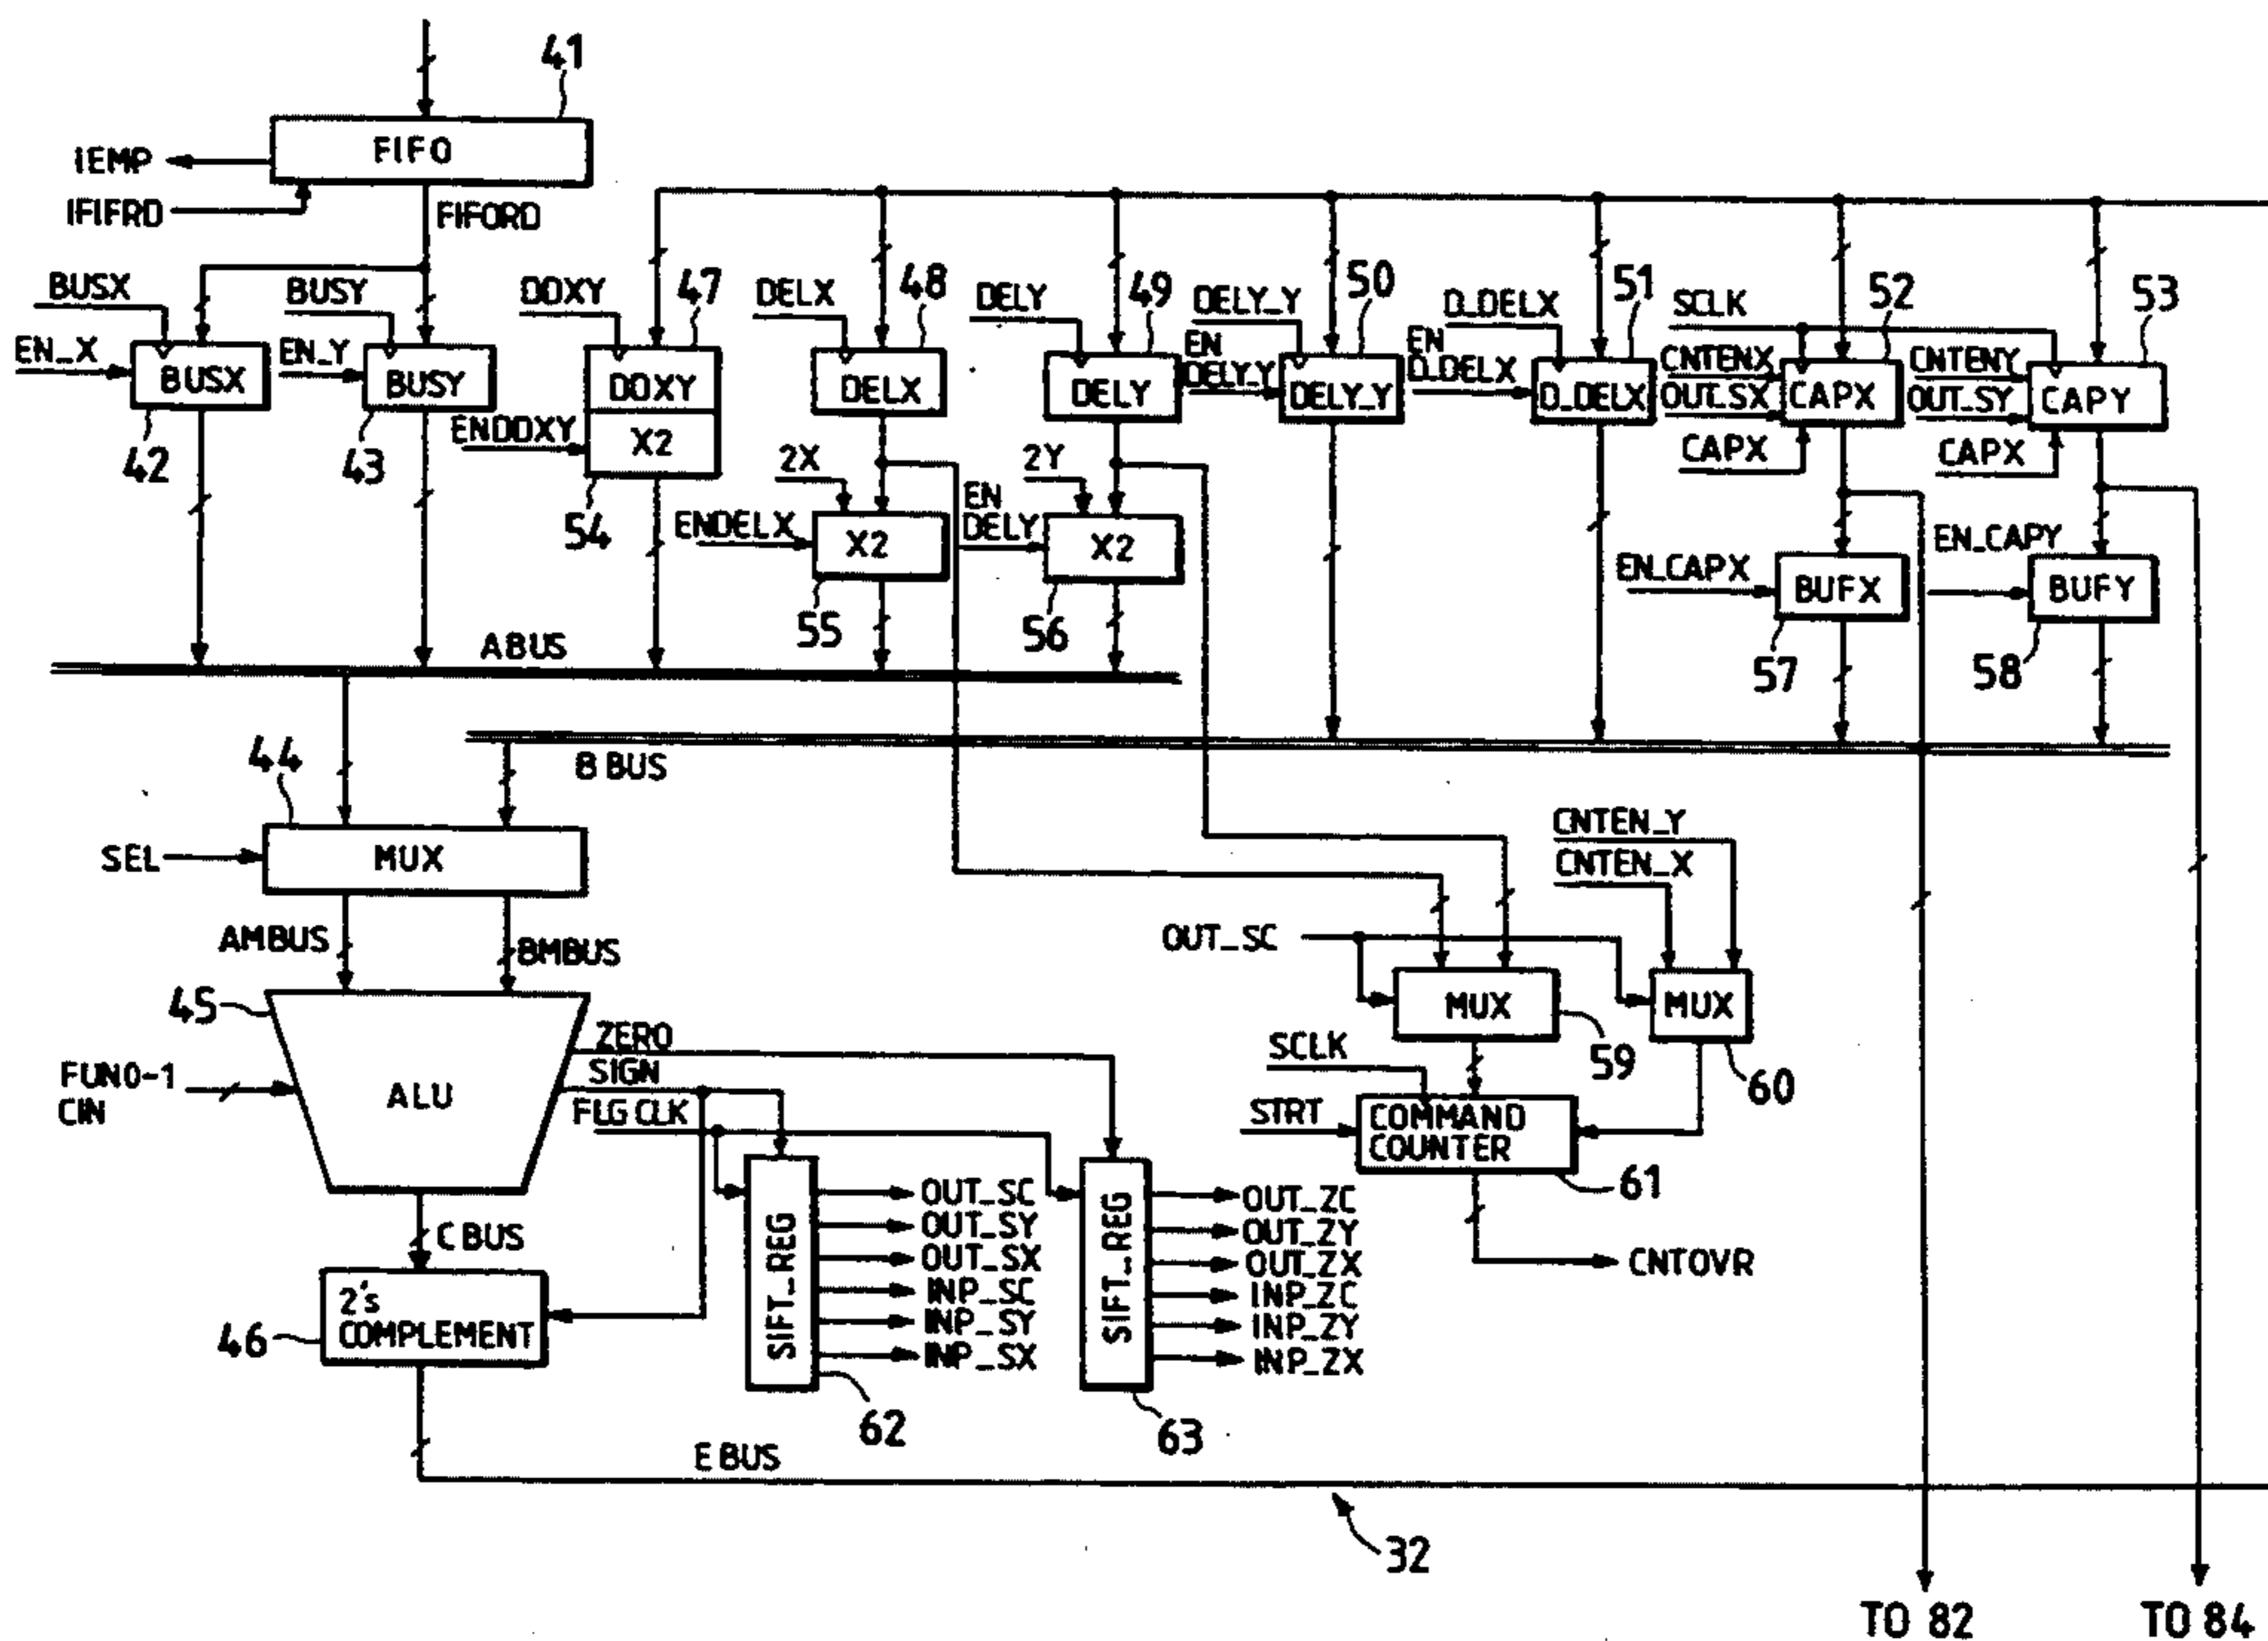 41
FIFO
IEMP
IFIFRD
FIFORD
BUSX
BUSY
DDXY
47
DELX
48
DELY
49
DELY_Y
50
D_DELX
51
SCLK
52
53
EN_X
BUSX
EN_Y
BUSY
DDXY
DELX
DELY
EN
DELY_Y
DELY_Y
EN
D_DELX
D_DELX
CNTENX
OUT_SX
CAPX
CNTENY
OUT_SY
CAPY
CAPX
CAPX
42
43
ENDDXY
X2
54
2X
ENDELX
X2
55
EN
DELY
2Y
X2
56
EN_CAPX
BUFX
57
EN_CAPY
BUFY
58
A BUS
B BUS
44
SEL
MUX
AMBUS
BMBUS
CNTEN_Y
CNTEN_X
OUT_SC
MUX
59
MUX
60
45
FUN0-1
CIN
ALU
ZERO
SIGN
FLG CLK
SCLK
STRT
COMMAND
COUNTER
61
CNTOVR
C BUS
2's
COMPLEMENT
46
SIFT_REG
OUT_SC
OUT_SY
OUT_SX
INP_SC
INP_SY
INP_SX
62
SIFT_REG
OUT_ZC
OUT_ZY
OUT_ZX
INP_ZC
INP_ZY
INP_ZX
63
E BUS
32
TO 82
TO 84